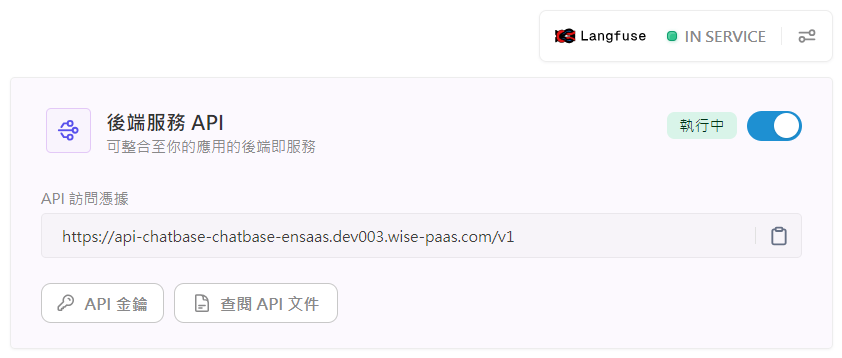 Langfuse IN SERVICE
後端服務 API
執行中
可整合至你的應用的後端即服務
API 訪問憑據
https://api-chatbase-chatbase-ensaas.dev003.wise-paas.com/v1
API 金鑰 查閱 API 文件